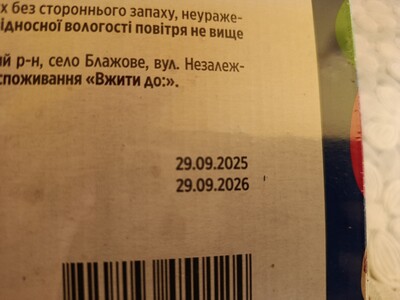 х без стороннього запаху, неураже-
ідносної вологості повітря не вище
ий р-н, село Блажове, вул. Незалеж-
споживання «Вжити до:».
29.09.2025
29.09.2026